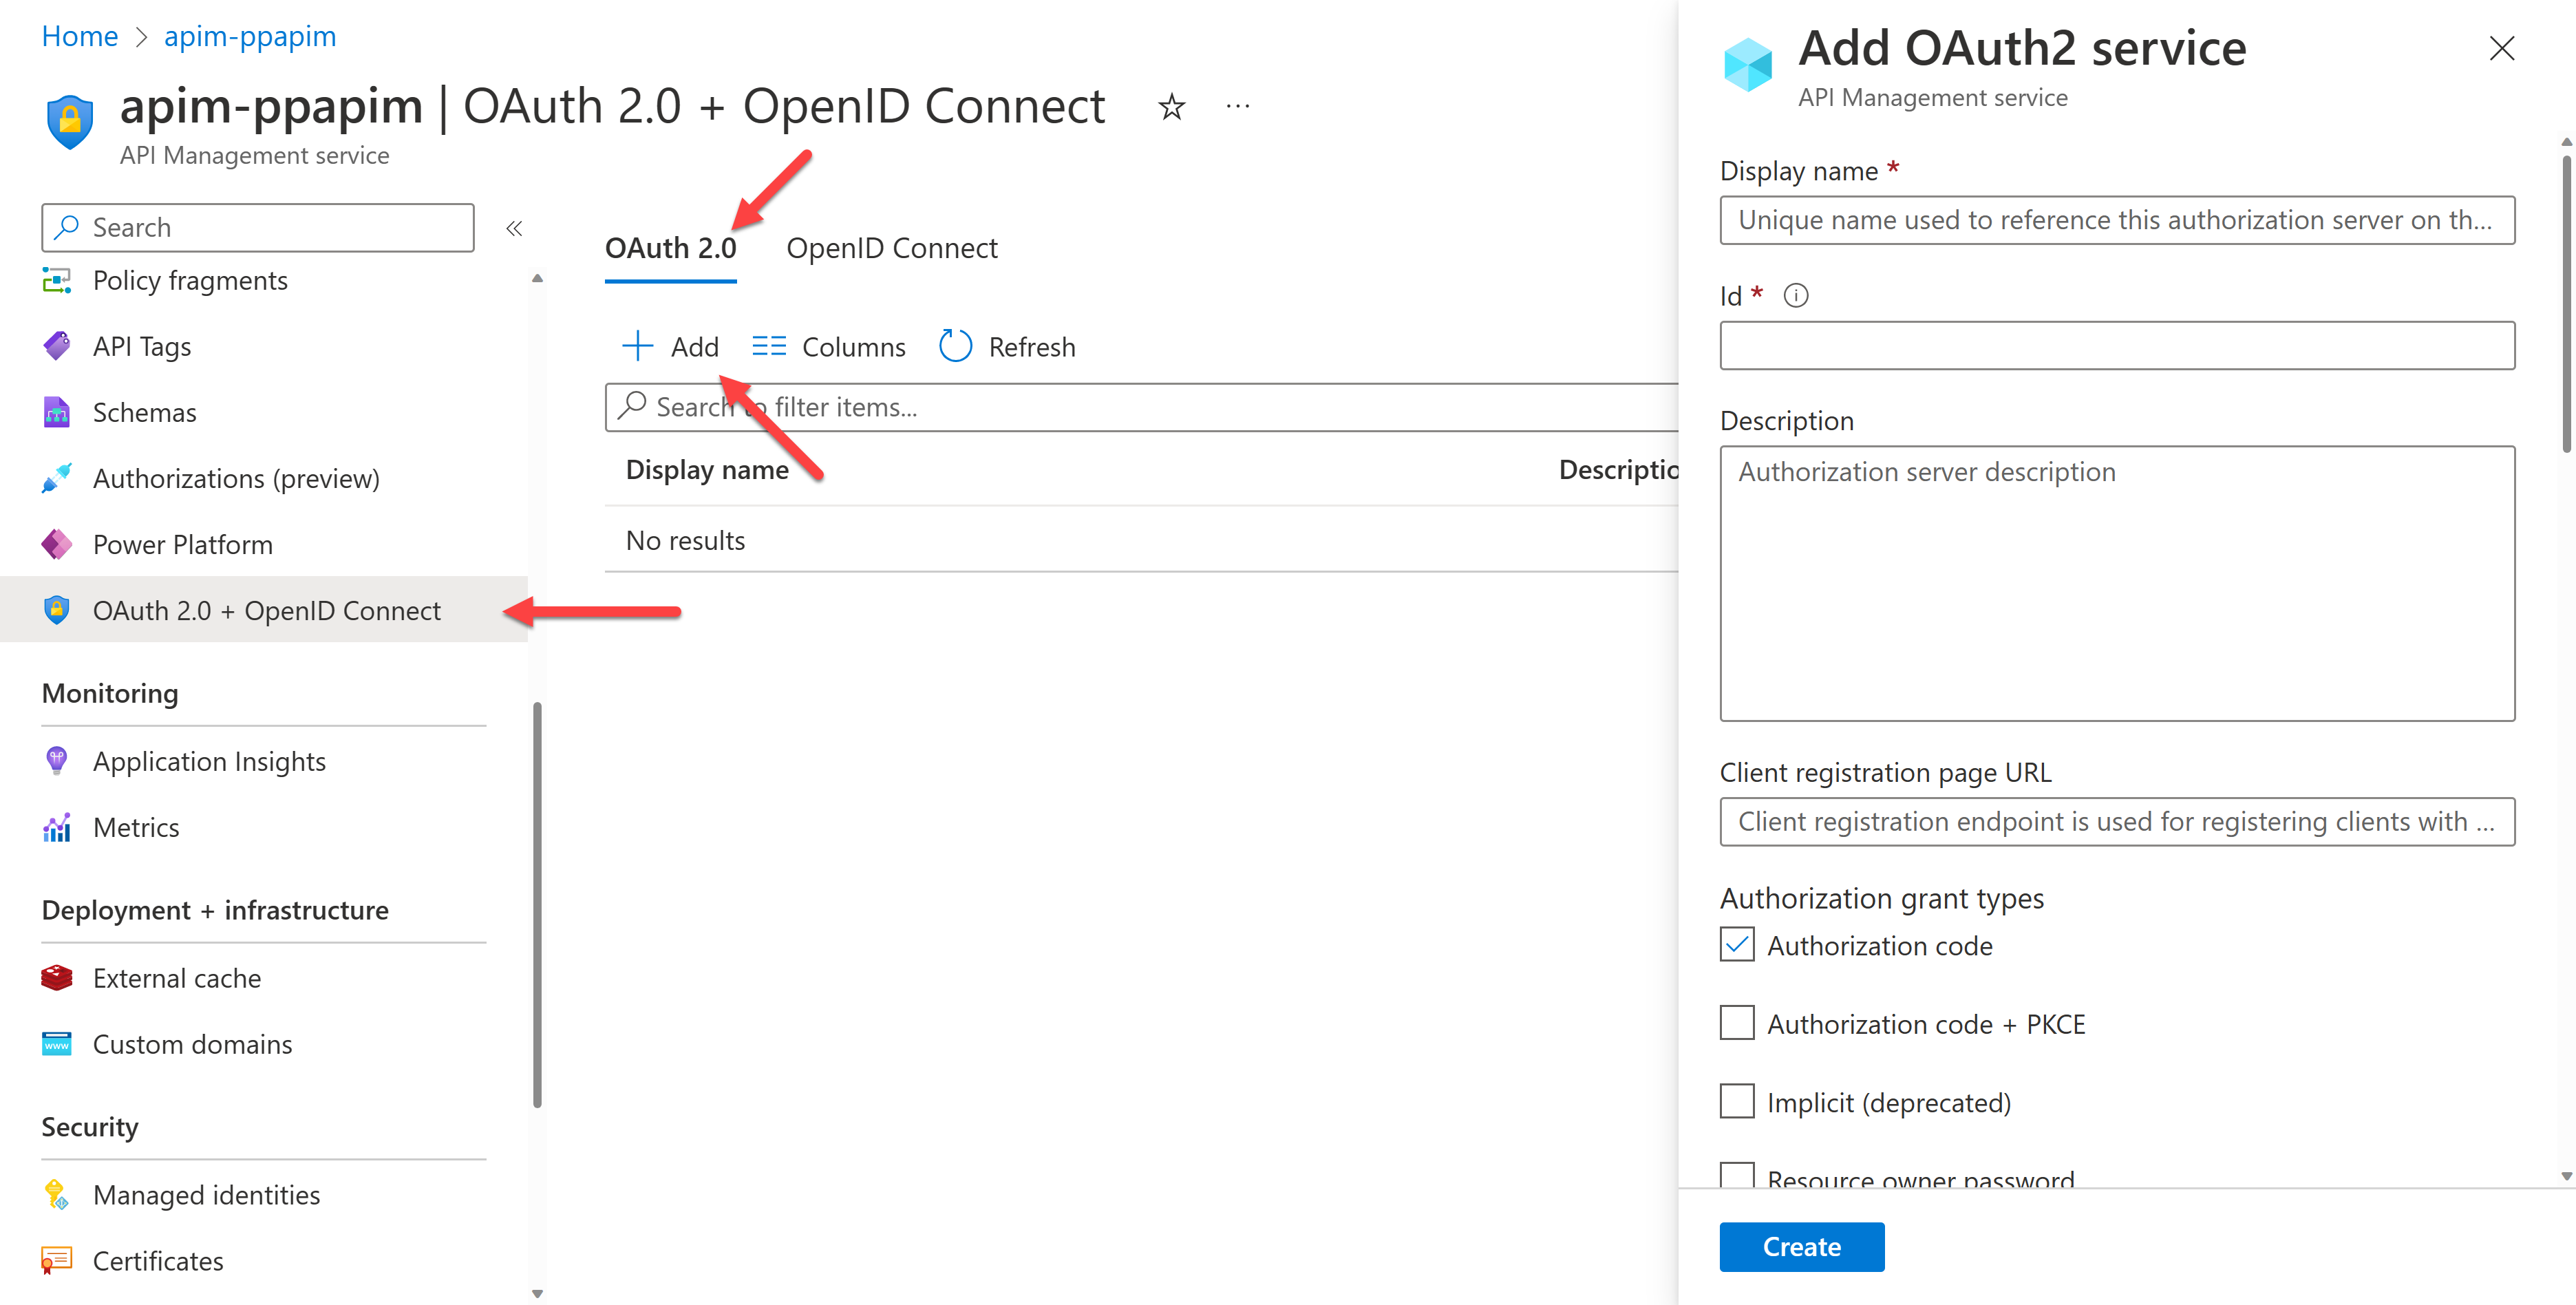 Home > apim-ppapim
apim-ppapim | OAuth 2.0 + OpenID Connect
API Management service
Search
Policy fragments
API Tags
Schemas
Authorizations (preview)
Power Platform
OAuth 2.0 + OpenID Connect
Monitoring
Application Insights
Metrics
Deployment + infrastructure
External cache
www
Custom domains
Security
Managed identities
Certificates
OAuth 2.0 OpenID Connect
Add Columns Refresh
Search to filter items...
Display name Descriptio
No results
Add OAuth2 service
API Management service
Display name *
Unique name used to reference this authorization server on th...
Id *
Description
Authorization server description
Client registration page URL
Client registration endpoint is used for registering clients with ...
Authorization grant types
Authorization code
Authorization code + PKCE
Implicit (deprecated)
Resource owner password
Create